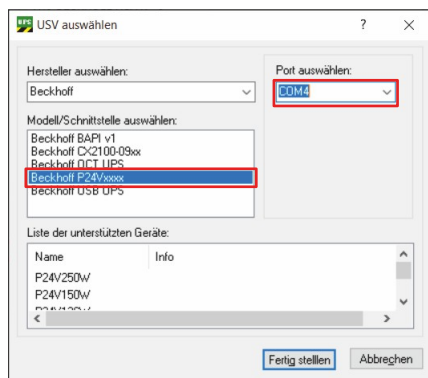 USV auswählen
Hersteller auswählen:
Beckhoff
Port auswählen:
COM4
Modell/Schnittstelle auswählen:
Beckhoff BAPI v1
Beckhoff CX2100-09xx
Beckhoff OCT UPS
Beckhoff P24Vxxxx
Beckhoff USB UPS
Liste der unterstützten Geräte:
Name Info
P24V250W
P24V150W
Fertig stelllen Abbrechen